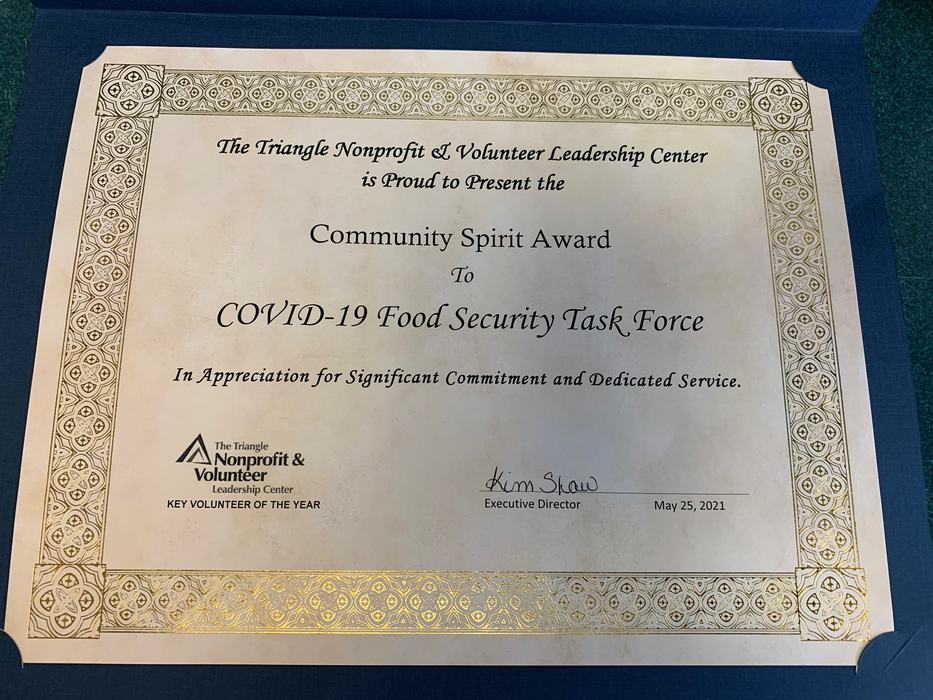 The Triangle Nonprofit & Volunteer Leadership Center
is Proud to Present the
Community Spirit Award
To
COVID-19 Food Security Task Force
In Appreciation for Significant Commitment and Dedicated Service.
The Triangle
Nonprofit &
Volunteer
Leadership Center
KEY VOLUNTEER OF THE YEAR
Kim Shaw
Executive Director May 25, 2021